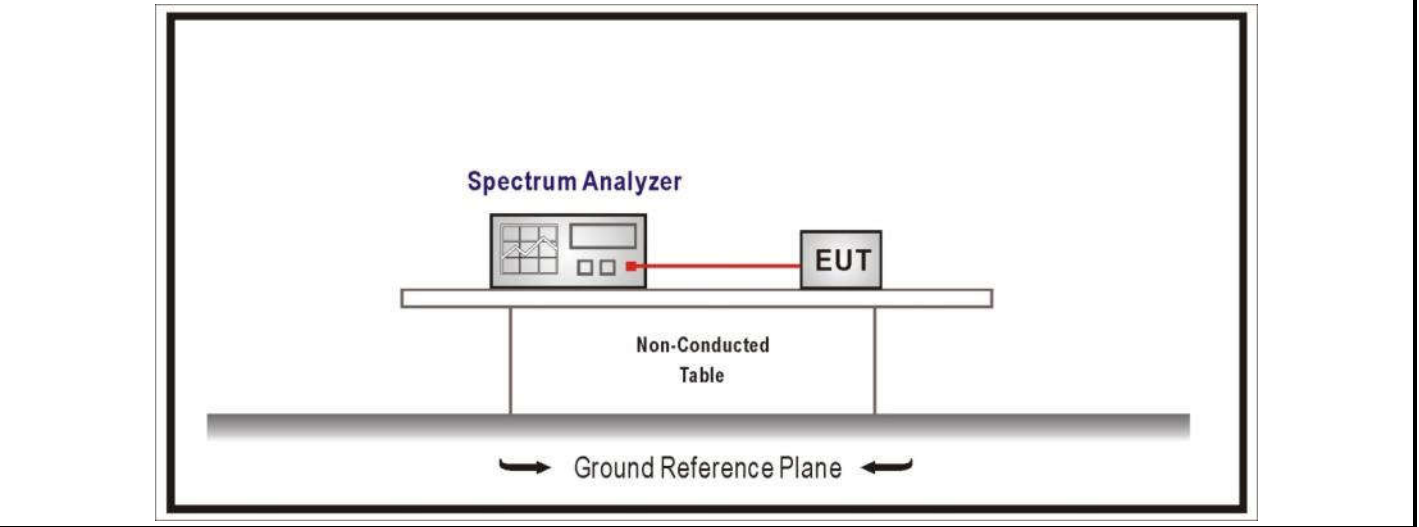 Spectrum Analyzer
EUT
Non-Conducted
Table
Ground Reference Plane